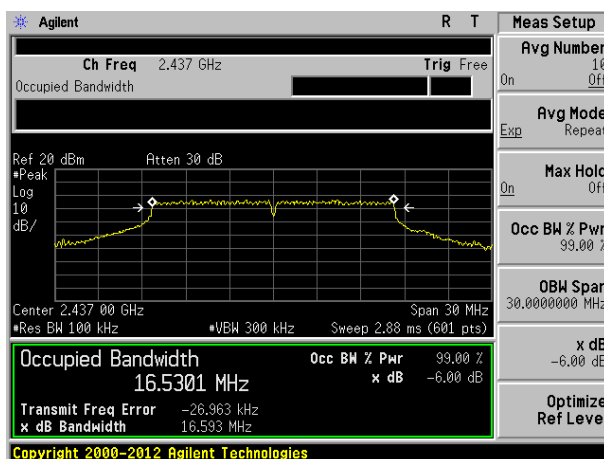 Agilent R T
Ch Freq 2.437 GHz Trig Free
Occupied Bandwidth
Ref 20 dBm Atten 30 dB
#Peak
Log
10
dB/
Center 2.437 00 GHz Span 30 MHz
#Res BW 100 kHz #VBW 300 kHz Sweep 2.88 ms (601 pts)
Occupied Bandwidth Occ BW % Pwr 99.00 %
16.5301 MHz x dB -6.00 dB
Transmit Freq Error -26.963 kHz
x dB Bandwidth 16.593 MHz
Copyright 2000-2012 Agilent Technologies
Meas Setup
Avg Number
10
On Off
Avg Mode
Exp Repeat
Max Hold
On Off
Occ BW % Pwr
99.00 %
OBW Span
30.0000000 MHz
x dB
-6.00 dB
Optimize
Ref Level